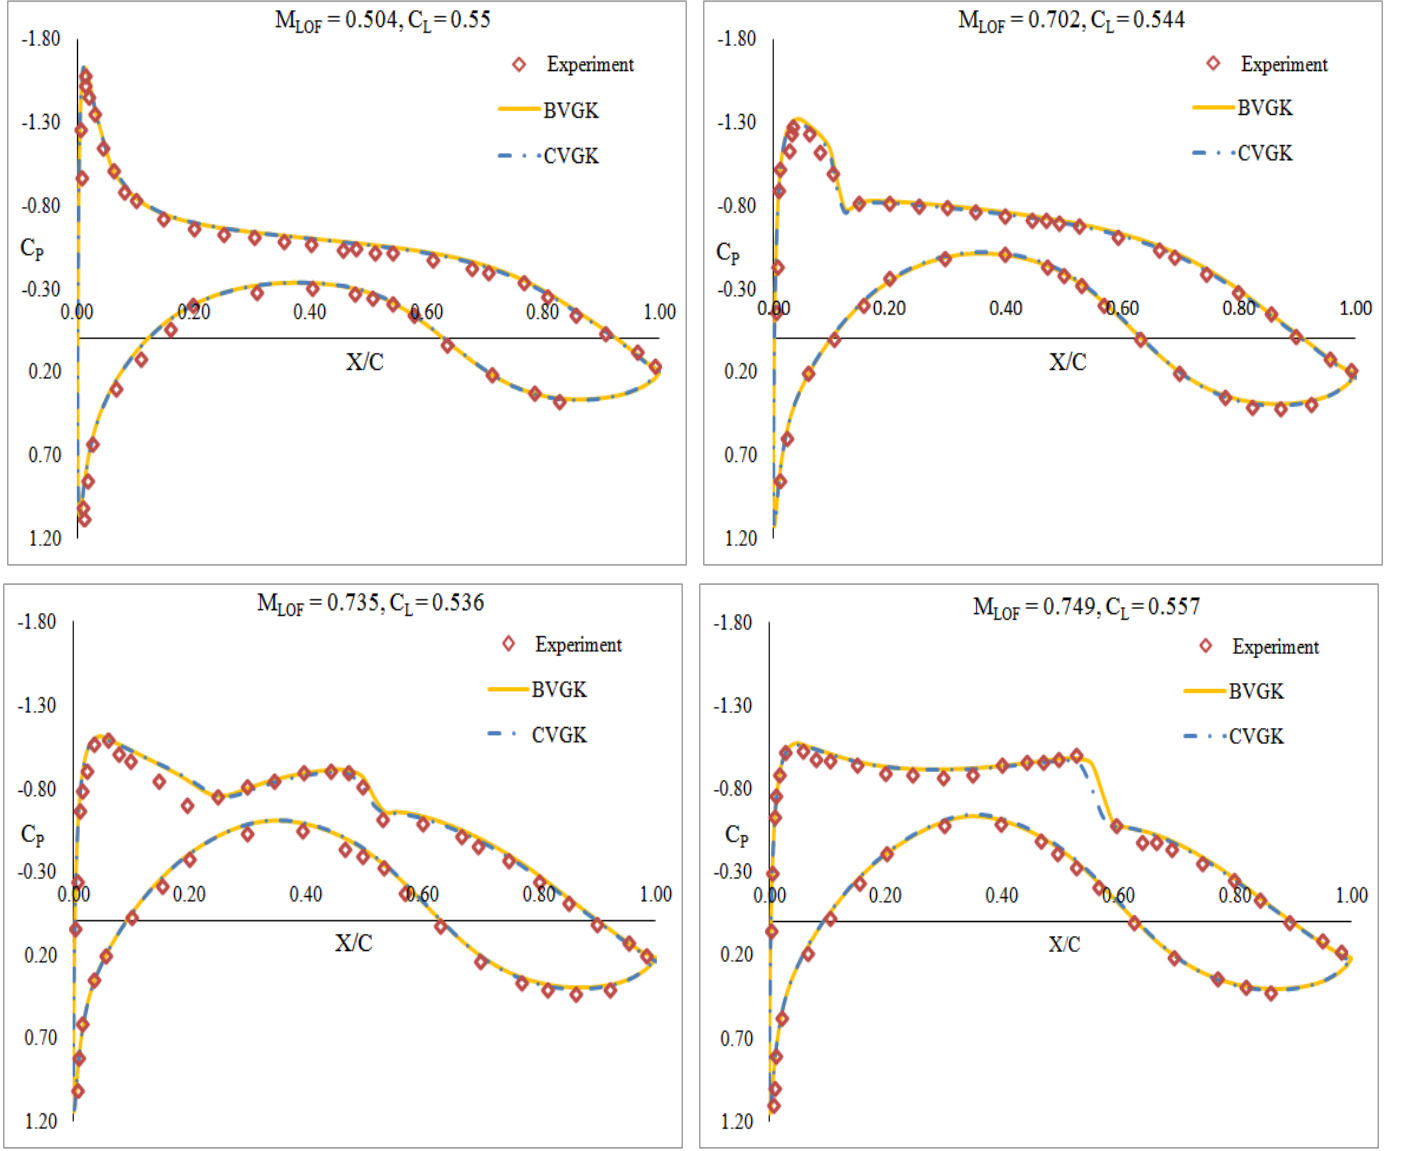 M_LOF = 0.504, C_L = 0.55
-1.80
Experiment
-1.30
BVGK
CVGK
-0.80
C_P
-0.30
0.00 0.20 0.40 0.60 0.80 1.00
X/C
0.20
0.70
1.20
M_LOF = 0.702, C_L = 0.544
-1.80
Experiment
-1.30
BVGK
CVGK
-0.80
C_P
-0.30
0.00 0.20 0.40 0.60 0.80 1.00
X/C
0.20
0.70
1.20
M_LOF = 0.735, C_L = 0.536
-1.80
Experiment
-1.30
BVGK
CVGK
-0.80
C_P
-0.30
0.00 0.20 0.40 0.60 0.80 1.00
X/C
0.20
0.70
1.20
M_LOF = 0.749, C_L = 0.557
-1.80
Experiment
-1.30
BVGK
CVGK
-0.80
C_P
-0.30
0.00 0.20 0.40 0.60 0.80 1.00
X/C
0.20
0.70
1.20